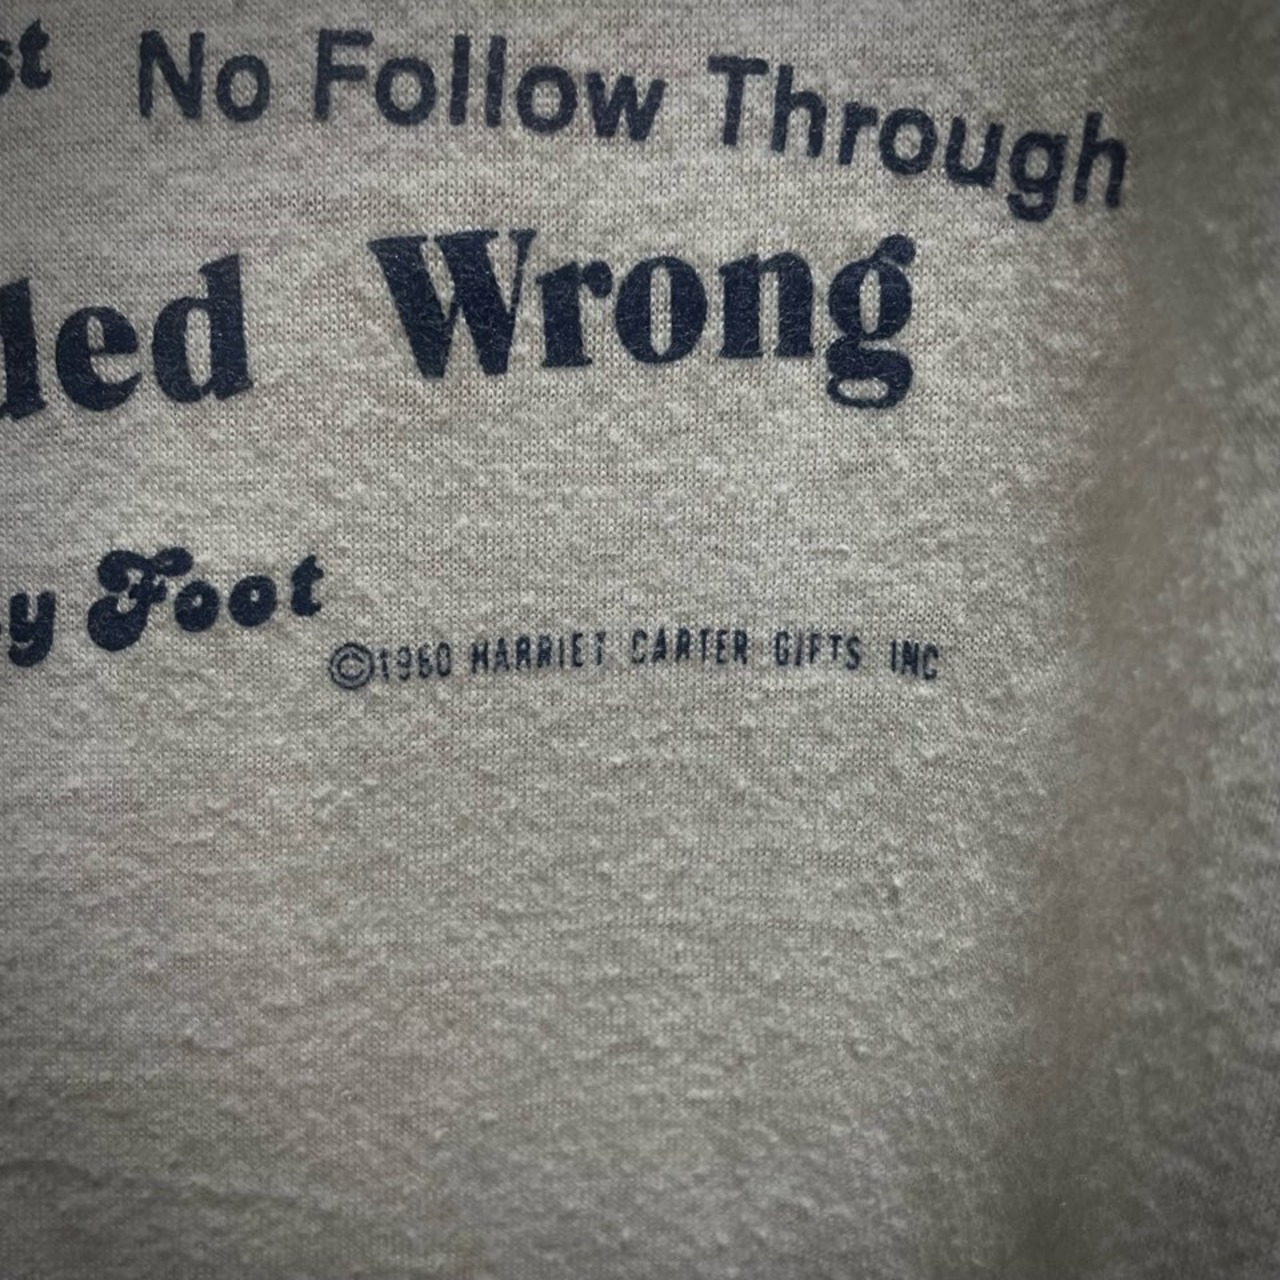 No Follow Through
Wrong
Foot
©1980 HARRIET CARTER GIFTS INC